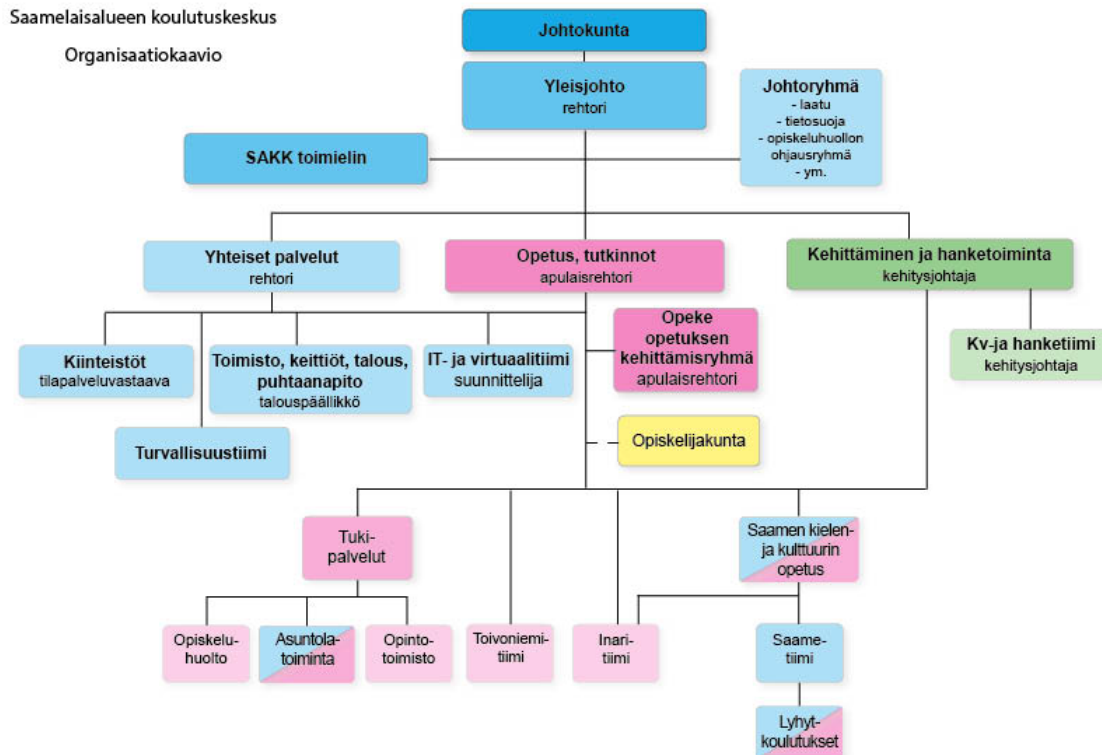 Saamelaisalueen koulutuskeskus
Organisaatiokaavio
Johtokunta
Yleisjohto
rehtori
Johtoryhmä
- laatu
- tietosuoja
- opiskeluhuollon
ohjausryhmä
- ym.
SAKK toimielin
Yhteiset palvelut
rehtori
Opetus, tutkinnot
apulaisrehtori
Kehittäminen ja hanketoiminta
kehitysjohtaja
Kiinteistöt
tilapalveluvastaava
Toimisto, keittiöt, talous,
puhtaanapito
talouspäällikkö
IT- ja virtuaalitiimi
suunnittelija
Opeke
opetuksen
kehittämisryhmä
apulaisrehtori
Kv-ja hanketiimi
kehitysjohtaja
Turvallisuustiimi
Opiskelijakunta
Tuki-
palvelut
Saamen kielen-
ja kulttuurin
opetus
Opiskelu-
huolto
Asuntola-
toiminta
Opinto-
toimisto
Toivoniemi-
tiimi
Inari-
tiimi
Saame-
tiimi
Lyhyt-
koulutukset